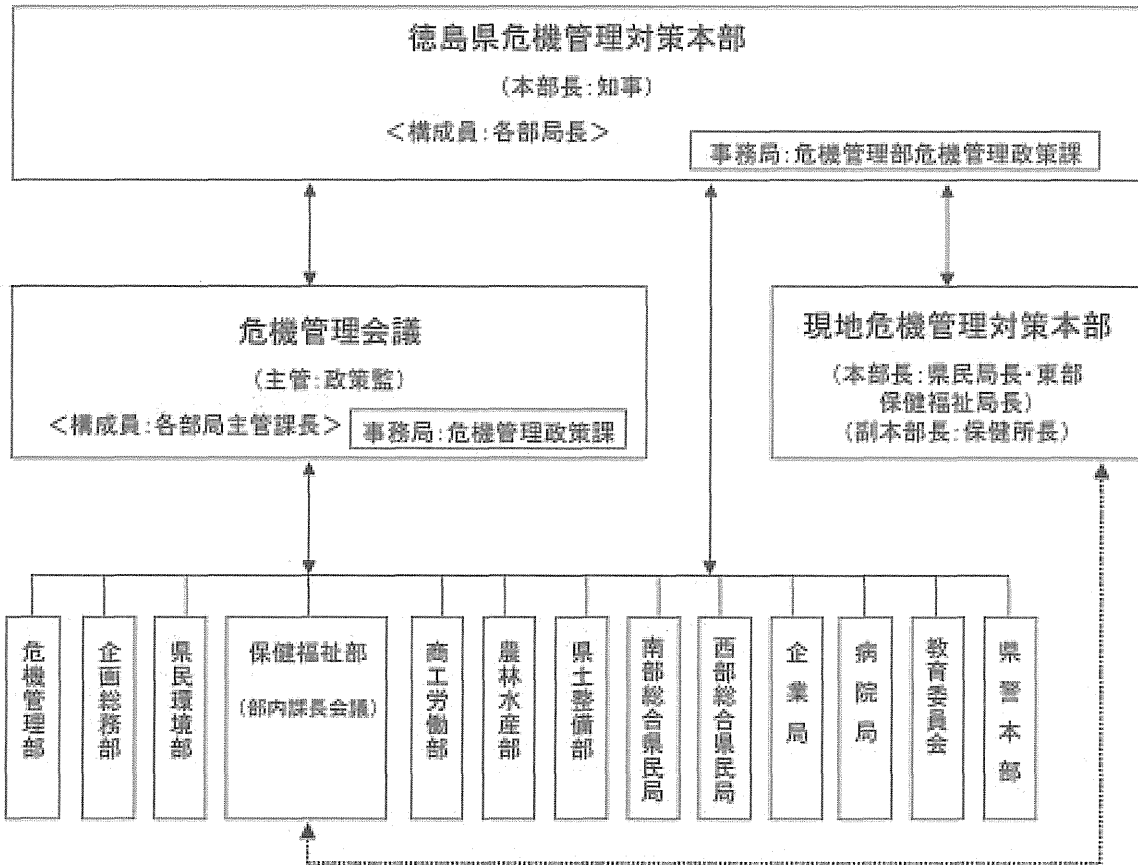 徳島県危機管理対策本部
(本部長:知事)
<構成員:各部局長>
事務局:危機管理部危機管理政策課
危機管理会議
(主管:政策監)
<構成員:各部局主管課長>
事務局:危機管理政策課
現地危機管理対策本部
(本部長:県民局長・東部
保健福祉局長)
(副本部長:保健所長)
危機管理部
企画総務部
県民環境部
保健福祉部
(部内課長会議)
商工労働部
農林水産部
県土整備部
南部総合県民局
西部総合県民局
企業局
病院局
教育委員会
県警本部